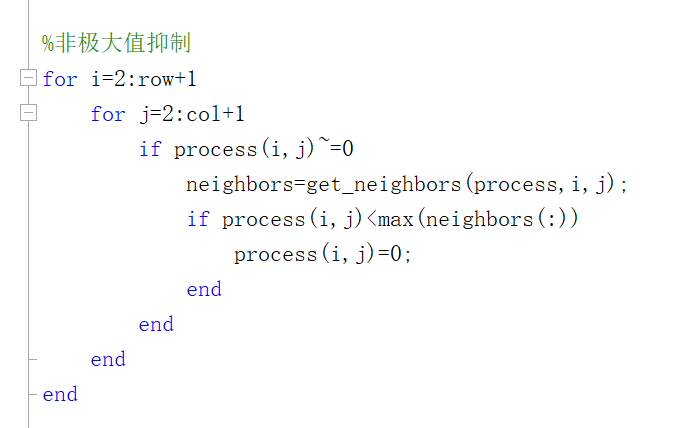 %非极大值抑制
for i=2:row+1
    for j=2:col+1
        if process(i,j)~=0
            neighbors=get_neighbors(process,i,j);
            if process(i,j)<max(neighbors(:))
                process(i,j)=0;
            end
        end
    end
end